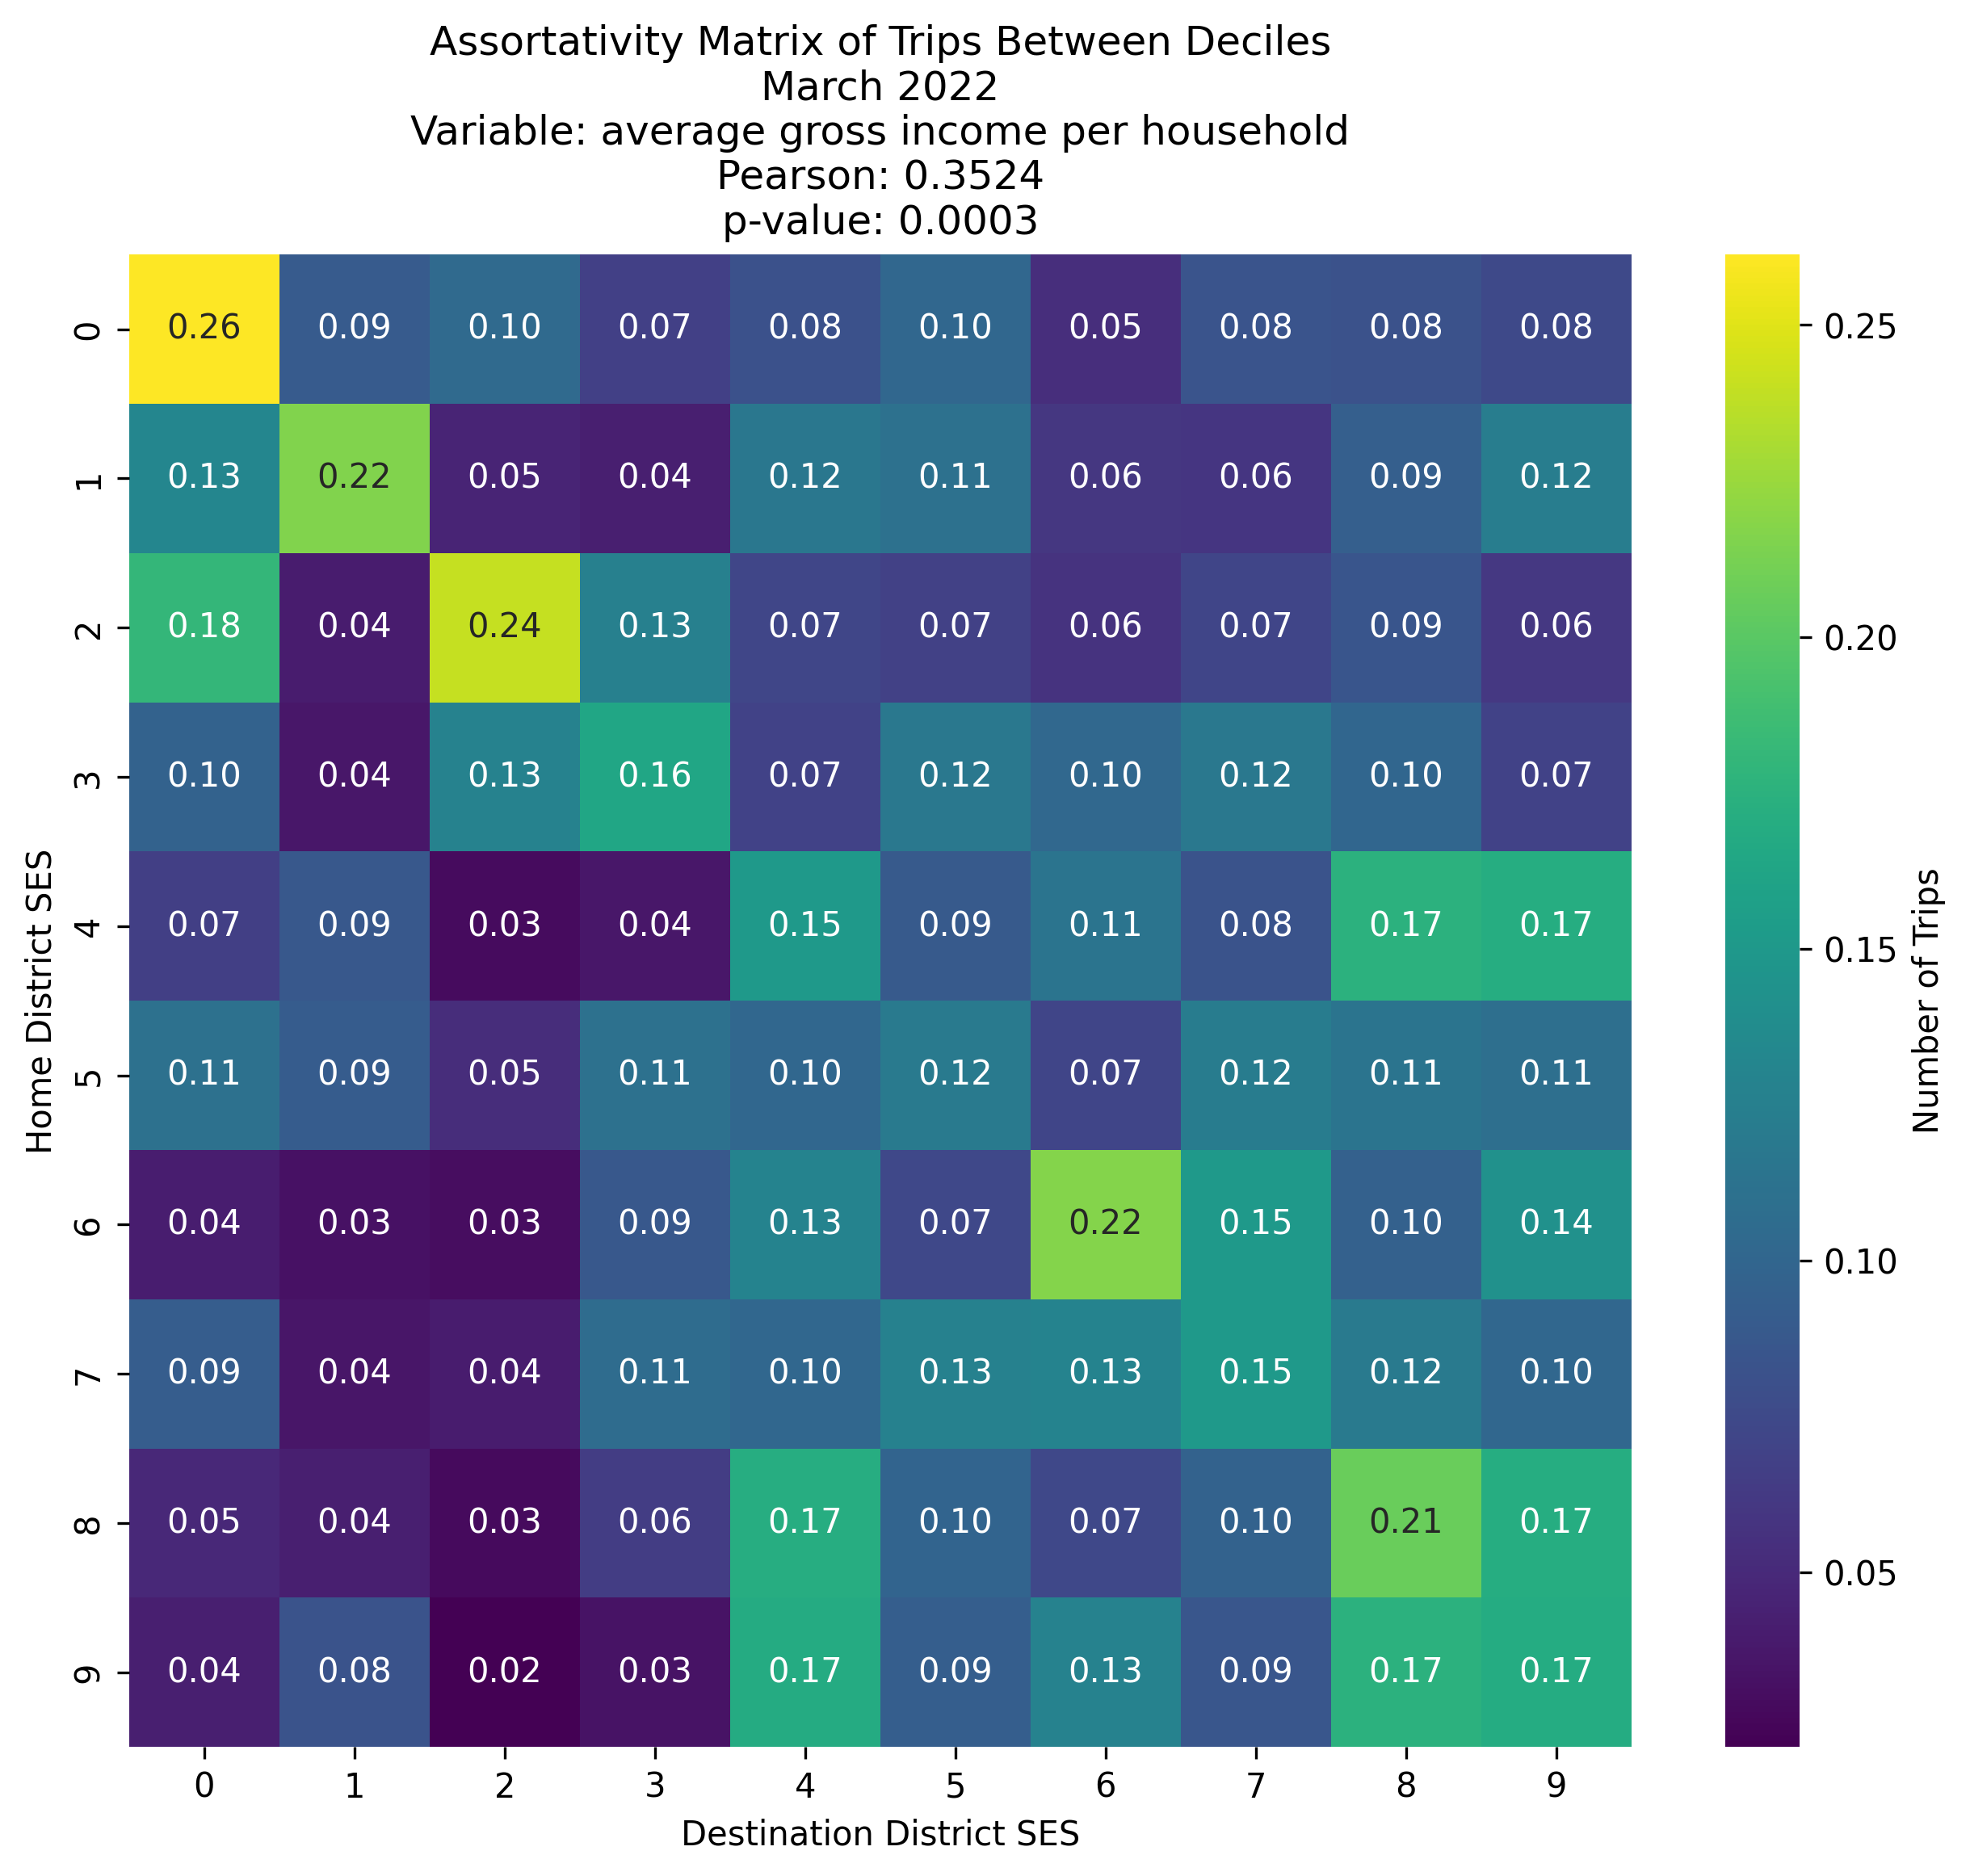 Assortativity Matrix of Trips Between Deciles
March 2022
Variable: average gross income per household
Pearson: 0.3524
p-value: 0.0003
0 0.26 0.09 0.10 0.07 0.08 0.10 0.05 0.08 0.08 0.08
1 0.13 0.22 0.05 0.04 0.12 0.11 0.06 0.06 0.09 0.12
2 0.18 0.04 0.24 0.13 0.07 0.07 0.06 0.07 0.09 0.06
3 0.10 0.04 0.13 0.16 0.07 0.12 0.10 0.12 0.10 0.07
4 0.07 0.09 0.03 0.04 0.15 0.09 0.11 0.08 0.17 0.17
5 0.11 0.09 0.05 0.11 0.10 0.12 0.07 0.12 0.11 0.11
6 0.04 0.03 0.03 0.09 0.13 0.07 0.22 0.15 0.10 0.14
7 0.09 0.04 0.04 0.11 0.10 0.13 0.13 0.15 0.12 0.10
8 0.05 0.04 0.03 0.06 0.17 0.10 0.07 0.10 0.21 0.17
9 0.04 0.08 0.02 0.03 0.17 0.09 0.13 0.09 0.17 0.17
0 1 2 3 4 5 6 7 8 9
Destination District SES
Home District SES
0.25
0.20
0.15
0.10
0.05
Number of Trips